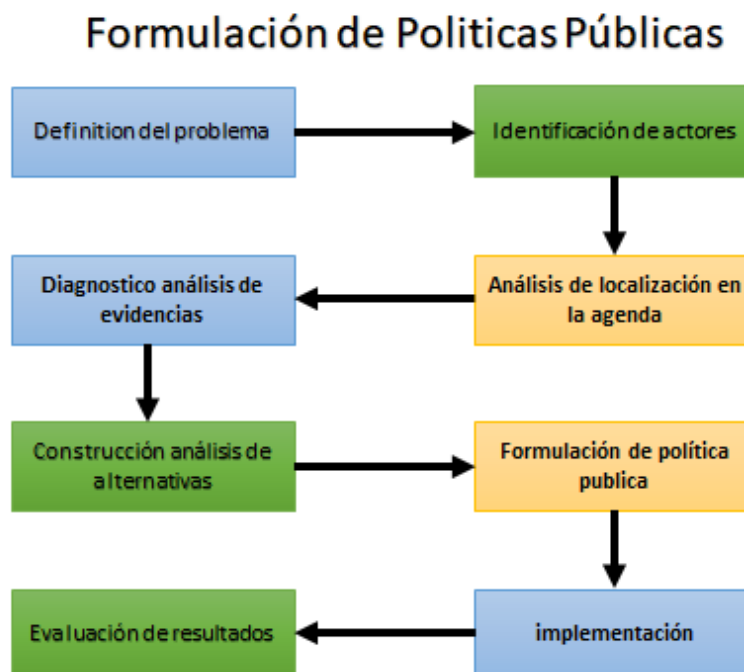 Formulación de Politicas Públicas
Definition del problema
Identificación de actores
Análisis de localización en
la agenda
Diagnostico análisis de
evidencias
Construcción análisis de
alternativas
Formulación de política
publica
implementación
Evaluación de resultados